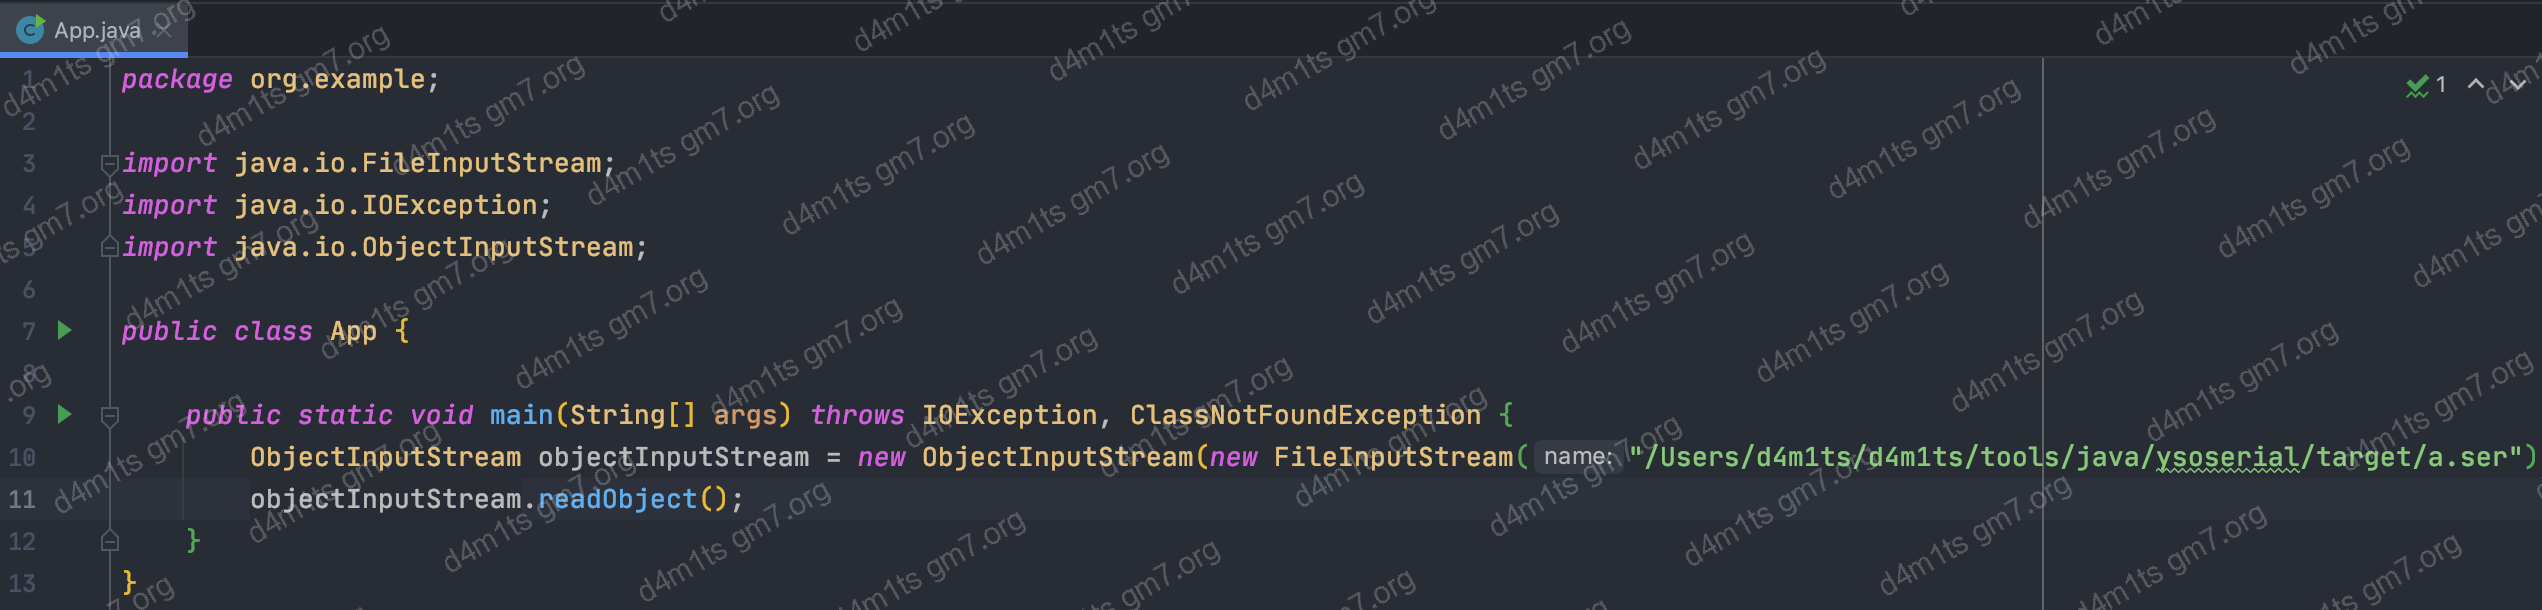 App.java
1 package org.example;
2
3 import java.io.FileInputStream;
4 import java.io.IOException;
5 import java.io.ObjectInputStream;
6
7 public class App {
8
9 public static void main(String[] args) throws IOException, ClassNotFoundException {
10 ObjectInputStream objectInputStream = new ObjectInputStream(new FileInputStream( name: "/Users/d4m1ts/d4m1ts/tools/java/ysoserial/target/a.ser")
11 objectInputStream.readObject();
12 }
13 }
1
d4m1ts gm7.org